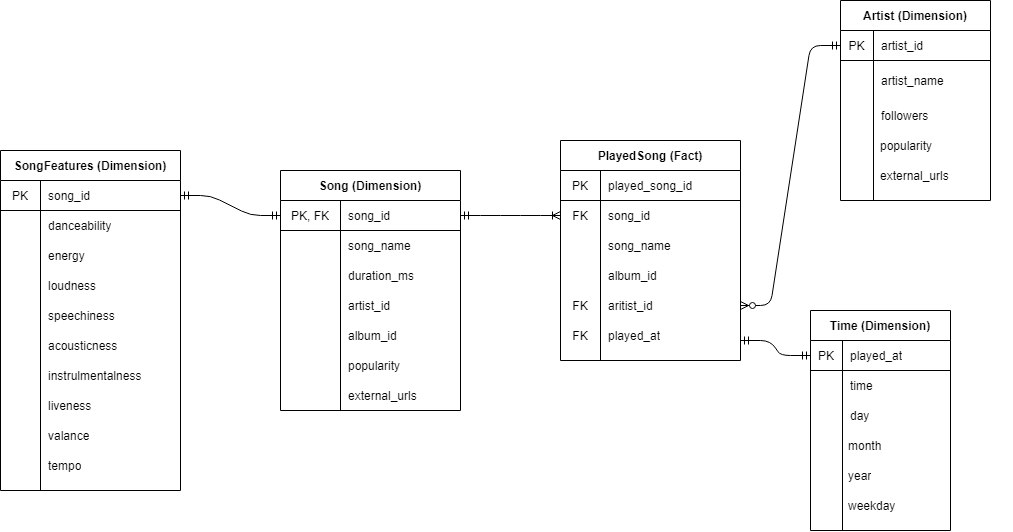 SongFeatures (Dimension)
PK song_id
danceability
energy
loudness
speechiness
acousticness
instrulmentalness
liveness
valance
tempo
Song (Dimension)
PK, FK song_id
song_name
duration_ms
artist_id
album_id
popularity
external_urls
PlayedSong (Fact)
PK played_song_id
FK song_id
song_name
album_id
FK aritist_id
FK played_at
Artist (Dimension)
PK artist_id
artist_name
followers
popularity
external_urls
Time (Dimension)
PK played_at
time
day
month
year
weekday